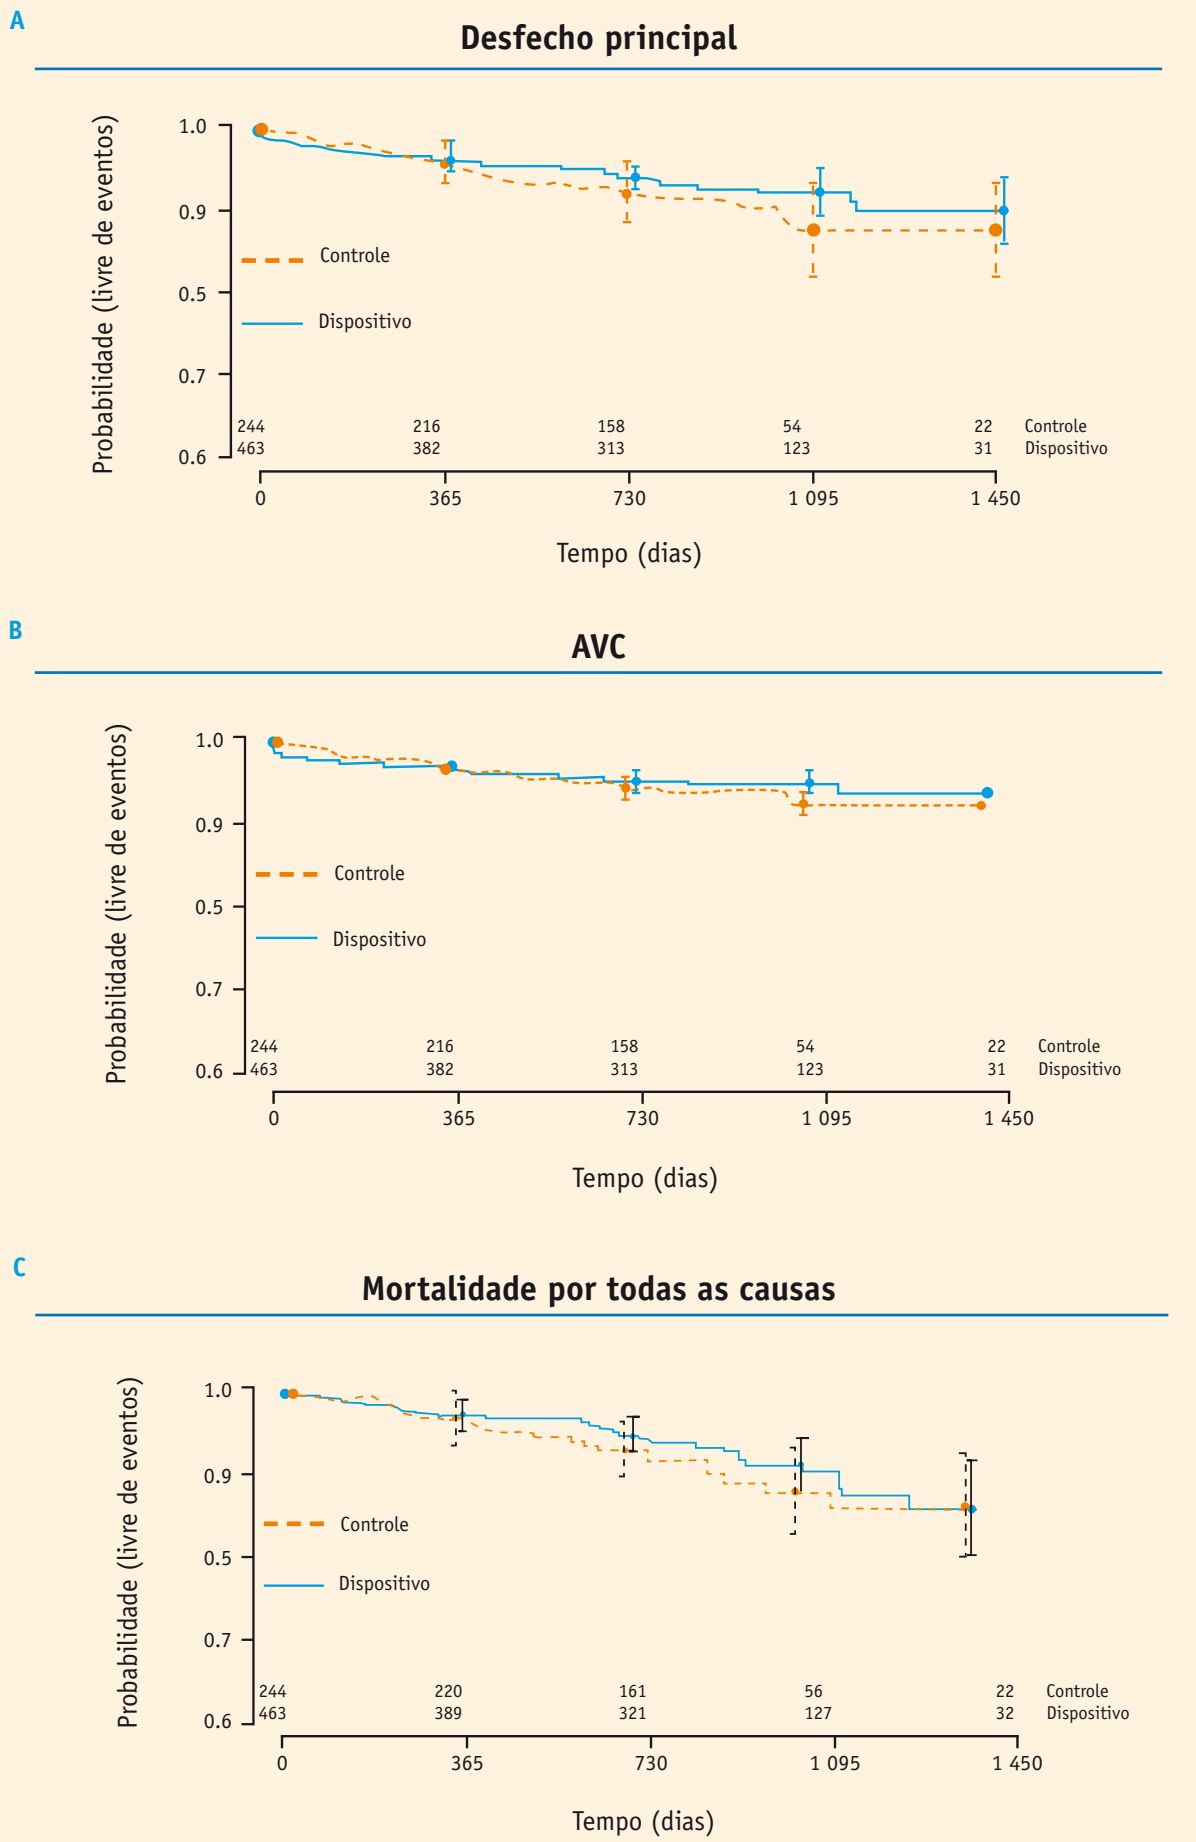 A
Desfecho principal
Probabilidade (livre de eventos)
1.0
0.9
0.5
0.7
0.6
Controle
Dispositivo
244 216 158 54 22 Controle
463 382 313 123 31 Dispositivo
0 365 730 1 095 1 450
Tempo (dias)
B
AVC
Probabilidade (livre de eventos)
1.0
0.9
0.5
0.7
0.6
Controle
Dispositivo
244 216 158 54 22 Controle
463 382 313 123 31 Dispositivo
0 365 730 1 095 1 450
Tempo (dias)
C
Mortalidade por todas as causas
Probabilidade (livre de eventos)
1.0
0.9
0.5
0.7
0.6
Controle
Dispositivo
244 220 161 56 22 Controle
463 389 321 127 32 Dispositivo
0 365 730 1 095 1 450
Tempo (dias)